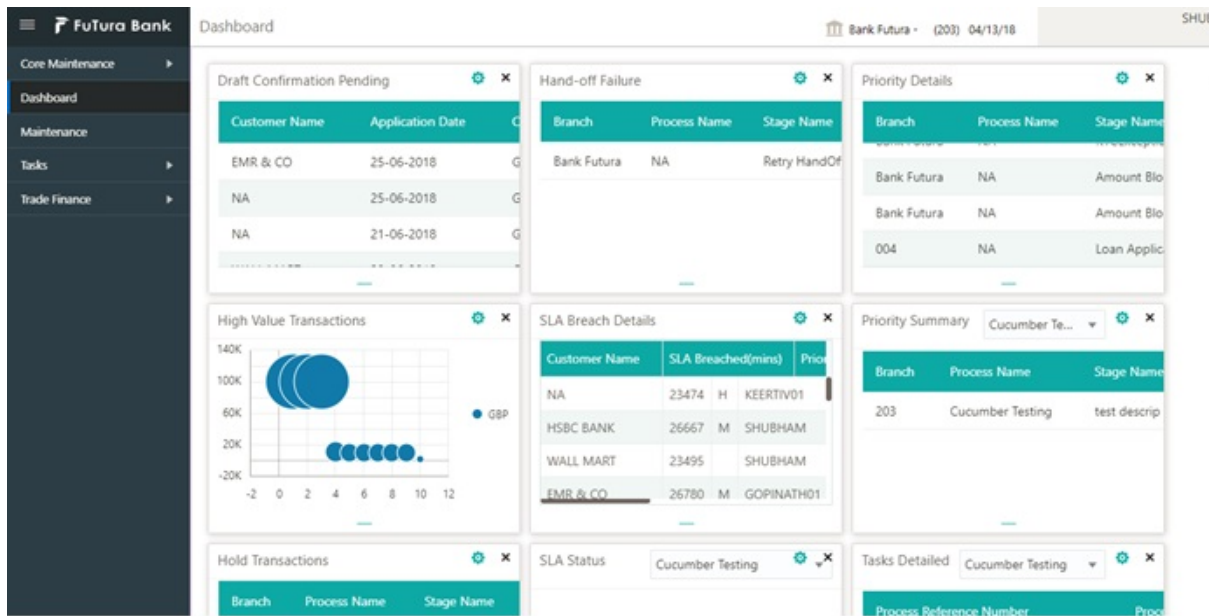 FuTura Bank
Dashboard
Bank Futura - (203) 04/13/18
SHUB
Core Maintenance
Dashboard
Maintenance
Tasks
Trade Finance
Draft Confirmation Pending
Customer Name Application Date
EMR & CO 25-06-2018 G
NA 25-06-2018 G
NA 21-06-2018 G
Hand-off Failure
Branch Process Name Stage Name
Bank Futura NA Retry HandOf
Priority Details
Branch Process Name Stage Name
Bank Futura NA Amount Blo
Bank Futura NA Amount Blo
004 NA Loan Applic
High Value Transactions
140K
100K
60K
20K
-20K
-2 0 2 4 6 8 10 12
GBP
SLA Breach Details
Customer Name SLA Breached(mins) Prior
NA 23474 H KEERTIV01
HSBC BANK 26667 M SHUBHAM
WALL MART 23495 SHUBHAM
EMR & CO 26780 M GOPINATH01
Priority Summary Cucumber Te...
Branch Process Name Stage Name
203 Cucumber Testing test descrip
Hold Transactions
Branch Process Name Stage Name
SLA Status Cucumber Testing
Tasks Detailed Cucumber Testing
Process Reference Number Proce